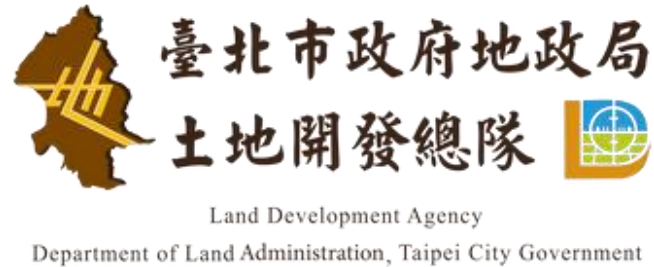 臺北市政府地政局
土地開發總隊
Land Development Agency
Department of Land Administration, Taipei City Government